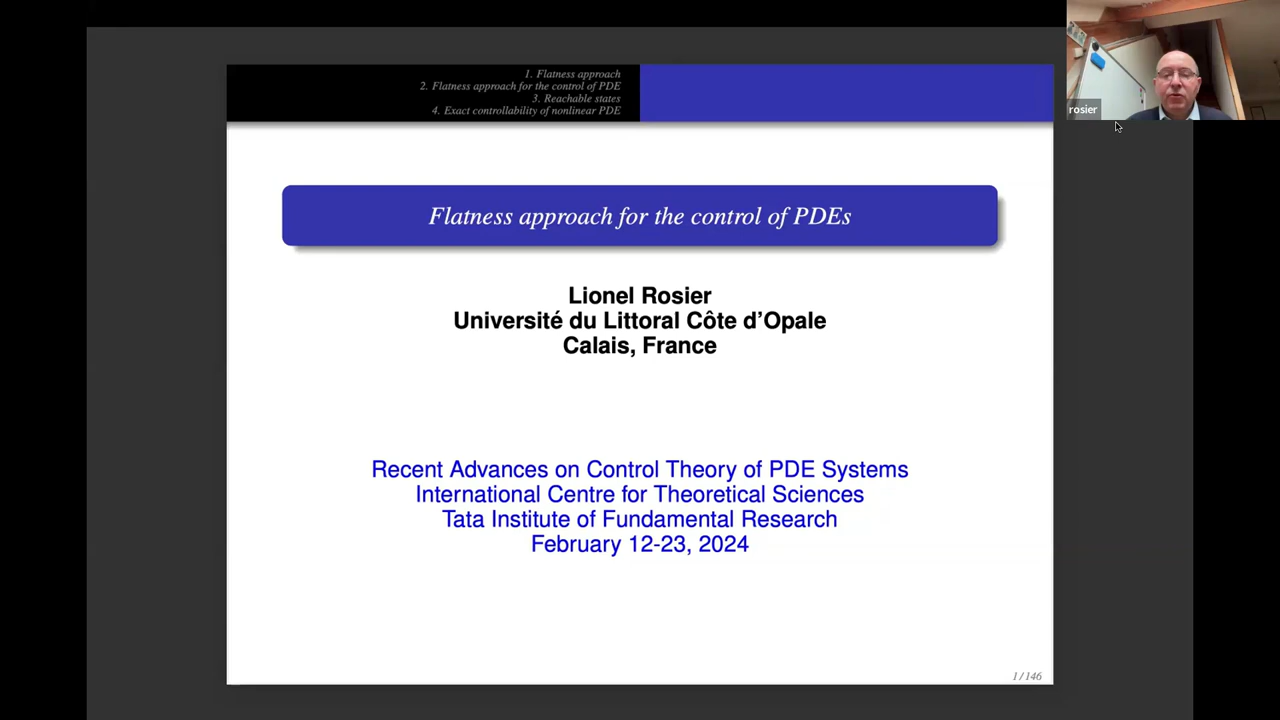 1. Flatness approach
2. Flatness approach for the control of PDE
3. Reachable states
4. Exact controllability of nonlinear PDE
rosier
Flatness approach for the control of PDEs
Lionel Rosier
Université du Littoral Côte d'Opale
Calais, France
Recent Advances on Control Theory of PDE Systems
International Centre for Theoretical Sciences
Tata Institute of Fundamental Research
February 12-23, 2024
1 / 146